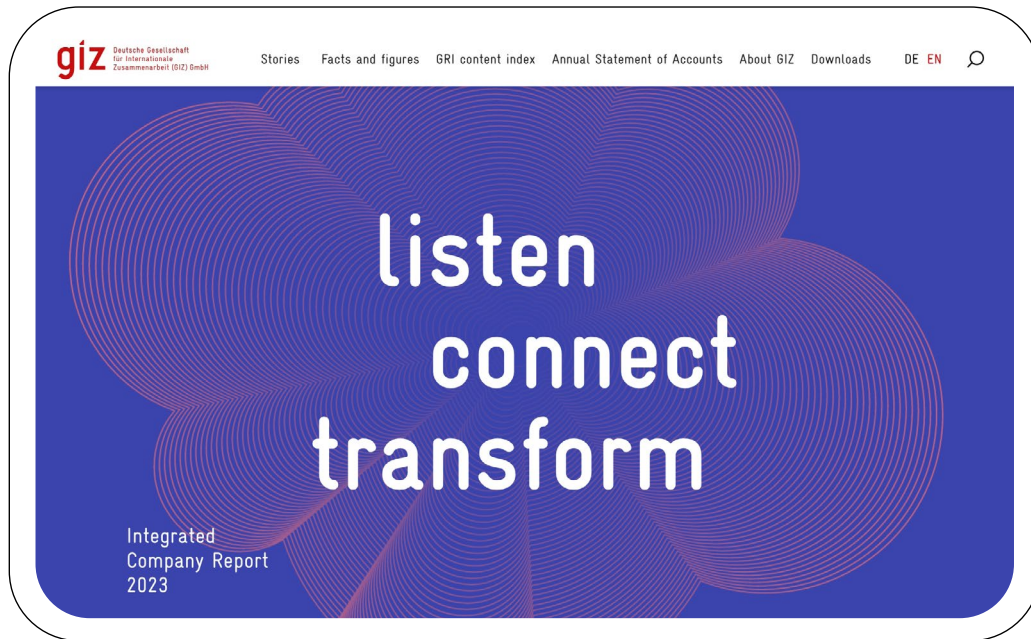 giz
Deutsche Gesellschaft
für Internationale
Zusammenarbeit (GIZ) GmbH
Stories Facts and figures GRI content index Annual Statement of Accounts About GIZ Downloads DE EN
listen
connect
transform
Integrated
Company Report
2023